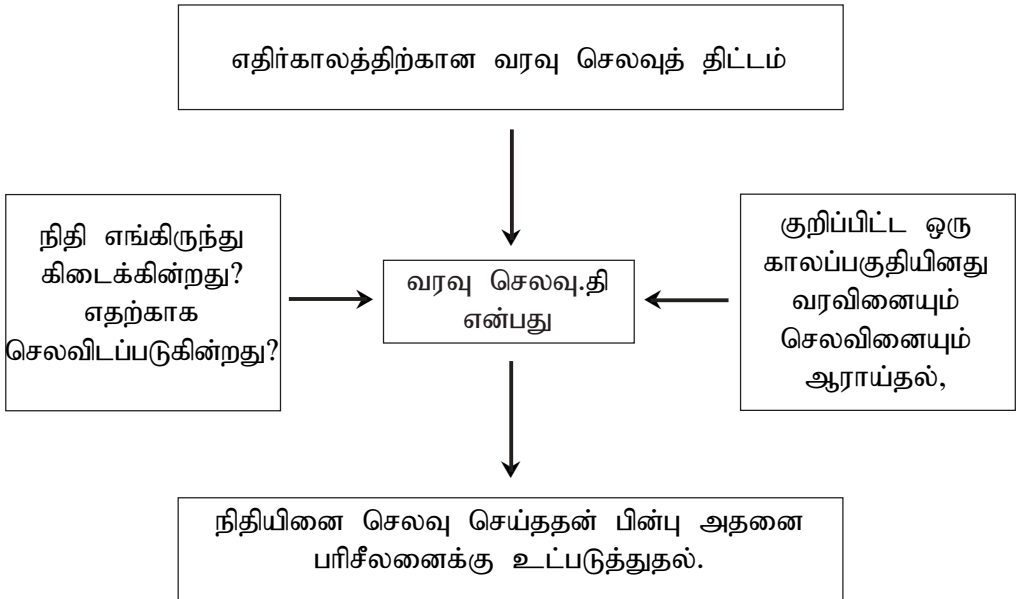 எதிர்காலத்திற்கான வரவு செலவுத் திட்டம்
நிதி எங்கிருந்து
கிடைக்கின்றது?
எதற்காக
செலவிடப்படுகின்றது?
வரவு செலவு.தி
என்பது
குறிப்பிட்ட ஒரு
காலப்பகுதியினது
வரவினையும்
செலவினையும்
ஆராய்தல்,
நிதியினை செலவு செய்ததன் பின்பு அதனை
பரிசீலனைக்கு உட்படுத்துதல்.